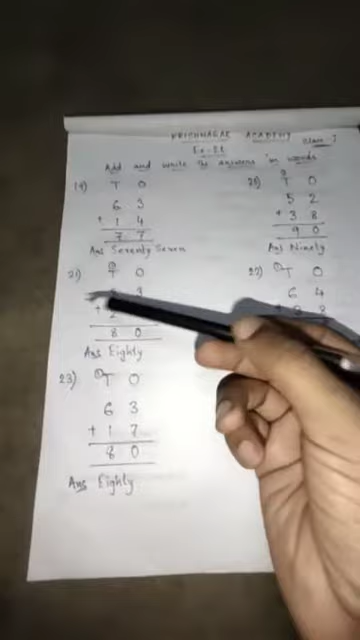 KRISHNAGAR ACADEMY
Class-I
Add and write the answers in words
19) T O
6 3
+ 1 4
7 7
Ans Seventy Seven
20) T O
5 2
+ 3 8
9 0
Ans Ninety
21) T O
+ 2
8 0
Ans Eighty
22) T O
6 4
23) T O
6 3
+ 1 7
8 0
Ans Eighty